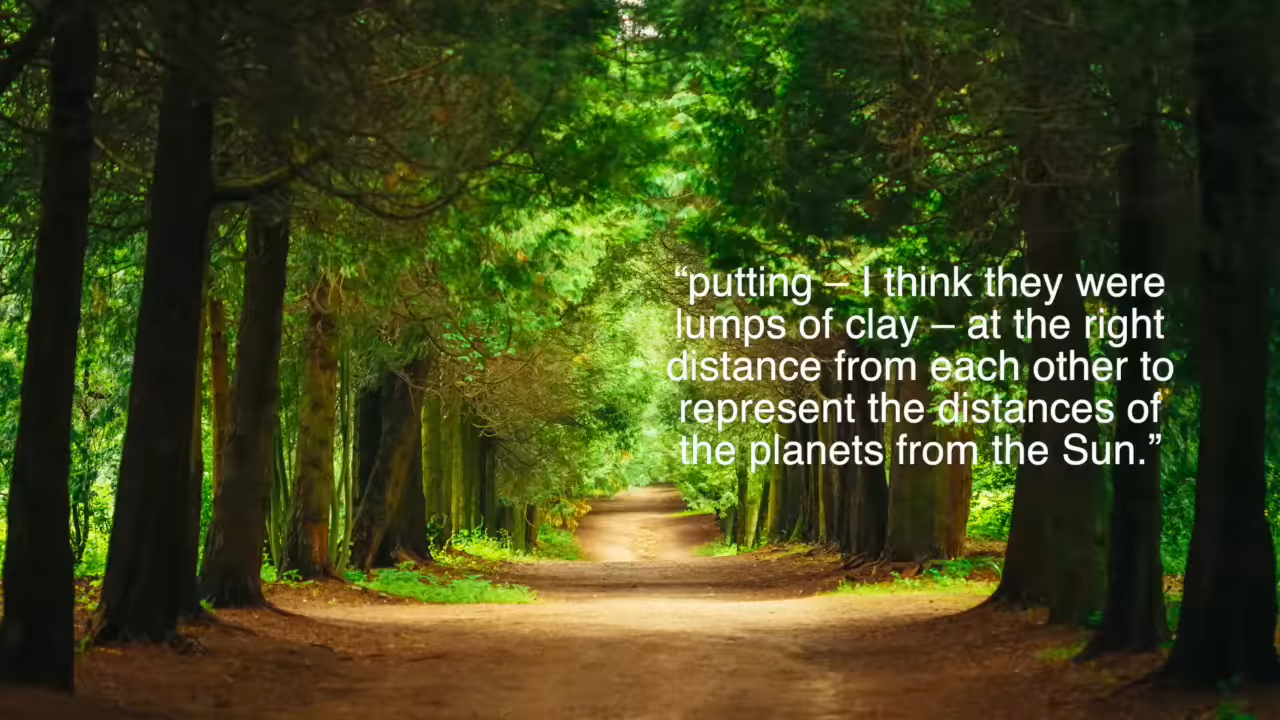 “putting – I think they were
lumps of clay – at the right
distance from each other to
represent the distances of
the planets from the Sun.”